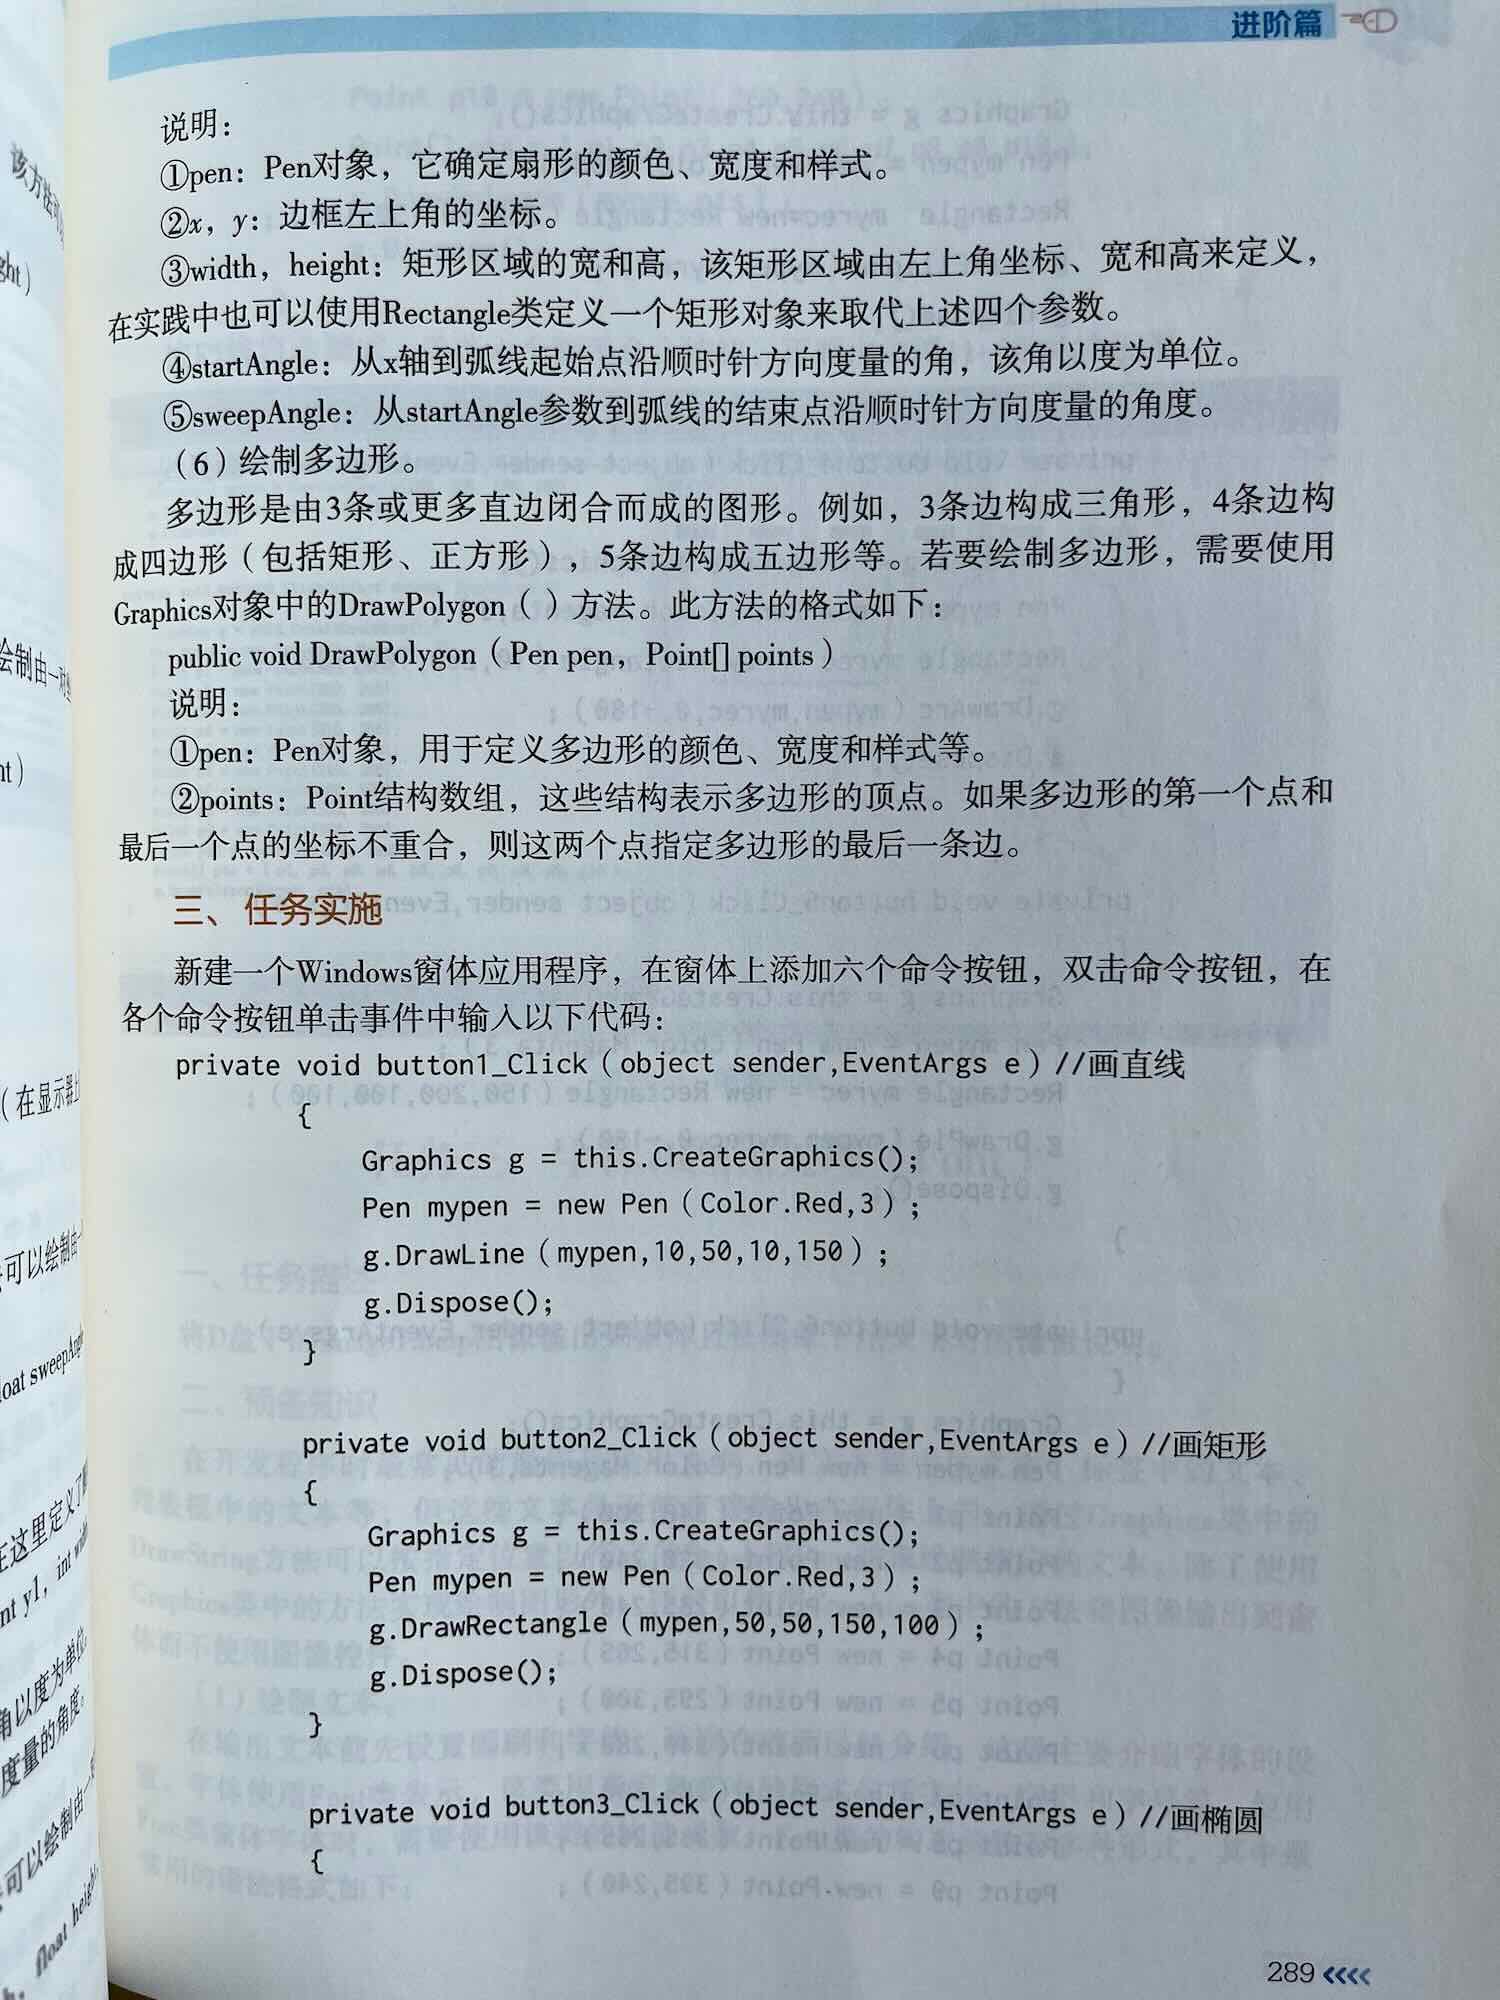 进阶篇
说明：
①pen：Pen对象，它确定扇形的颜色、宽度和样式。
②x，y：边框左上角的坐标。
③width，height：矩形区域的宽和高，该矩形区域由左上角坐标、宽和高来定义，
在实践中也可以使用Rectangle类定义一个矩形对象来取代上述四个参数。
④startAngle：从x轴到弧线起始点沿顺时针方向度量的角，该角以度为单位。
⑤sweepAngle：从startAngle参数到弧线的结束点沿顺时针方向度量的角度。
（6）绘制多边形。
多边形是由3条或更多直边闭合而成的图形。例如，3条边构成三角形，4条边构
成四边形（包括矩形、正方形），5条边构成五边形等。若要绘制多边形，需要使用
Graphics对象中的DrawPolygon（）方法。此方法的格式如下：
public void DrawPolygon（Pen pen，Point[] points）
说明：
①pen：Pen对象，用于定义多边形的颜色、宽度和样式等。
②points：Point结构数组，这些结构表示多边形的顶点。如果多边形的第一个点和
最后一个点的坐标不重合，则这两个点指定多边形的最后一条边。
三、任务实施
新建一个Windows窗体应用程序，在窗体上添加六个命令按钮，双击命令按钮，在
各个命令按钮单击事件中输入以下代码：
private void button1_Click（object sender,EventArgs e）//画直线
{
Graphics g = this.CreateGraphics();
Pen mypen = new Pen（Color.Red,3）;
g.DrawLine（mypen,10,50,10,150）;
g.Dispose();
}
private void button2_Click（object sender,EventArgs e）//画矩形
{
Graphics g = this.CreateGraphics();
Pen mypen = new Pen（Color.Red,3）;
g.DrawRectangle（mypen,50,50,150,100）;
g.Dispose();
}
private void button3_Click（object sender,EventArgs e）//画椭圆
{
289